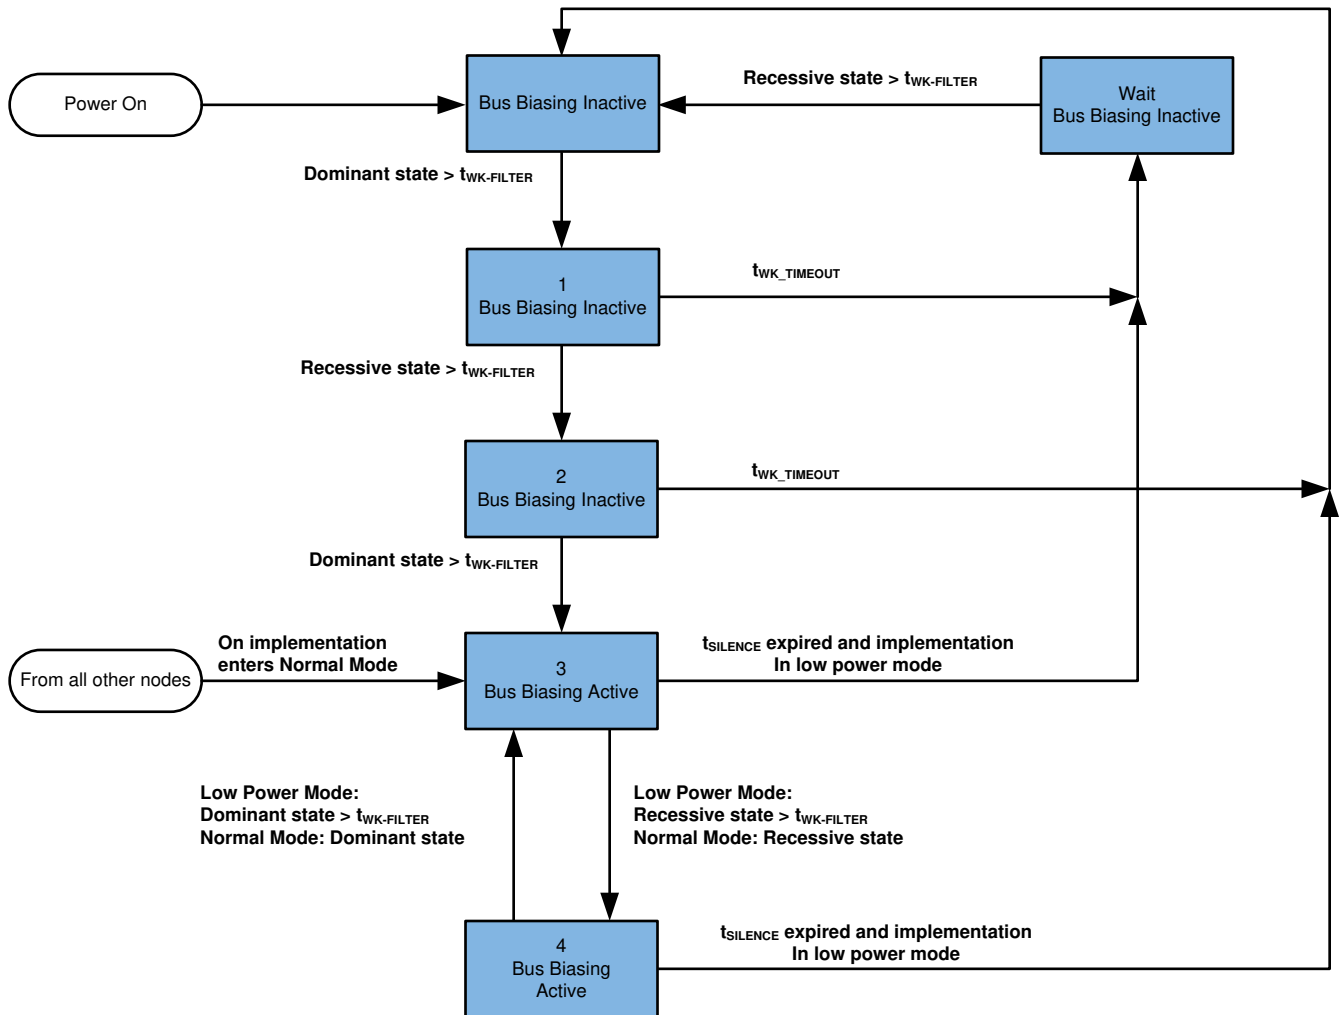 Power On
Bus Biasing Inactive
Recessive state > tWK-FILTER
Wait
Bus Biasing Inactive
Dominant state > tWK-FILTER
1
Bus Biasing Inactive
tWK_TIMEOUT
Recessive state > tWK-FILTER
2
Bus Biasing Inactive
tWK_TIMEOUT
Dominant state > tWK-FILTER
From all other nodes
On implementation
enters Normal Mode
3
Bus Biasing Active
tSILENCE expired and implementation
In low power mode
Low Power Mode:
Dominant state > tWK-FILTER
Normal Mode: Dominant state
Low Power Mode:
Recessive state > tWK-FILTER
Normal Mode: Recessive state
4
Bus Biasing
Active
tSILENCE expired and implementation
In low power mode